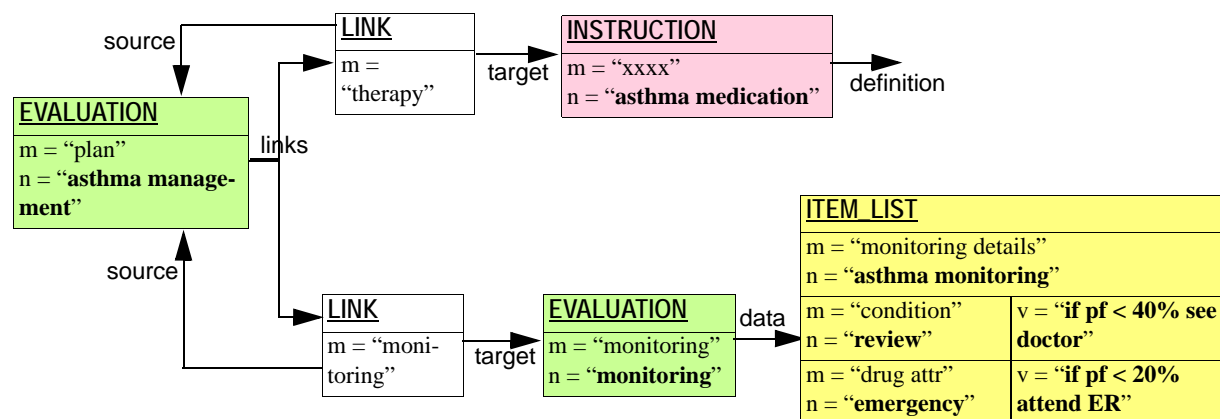 LINK
m =
“therapy”
source
target
INSTRUCTION
m = “xxxx”
n = “asthma medication”
definition
EVALUATION
m = “plan”
n = “asthma manage-
ment”
links
source
LINK
m = “moni-
toring”
target
EVALUATION
m = “monitoring”
n = “monitoring”
data
ITEM_LIST
m = “monitoring details”
n = “asthma monitoring”
m = “condition”
n = “review”
v = “if pf < 40% see
doctor”
m = “drug attr”
n = “emergency”
v = “if pf < 20%
attend ER”